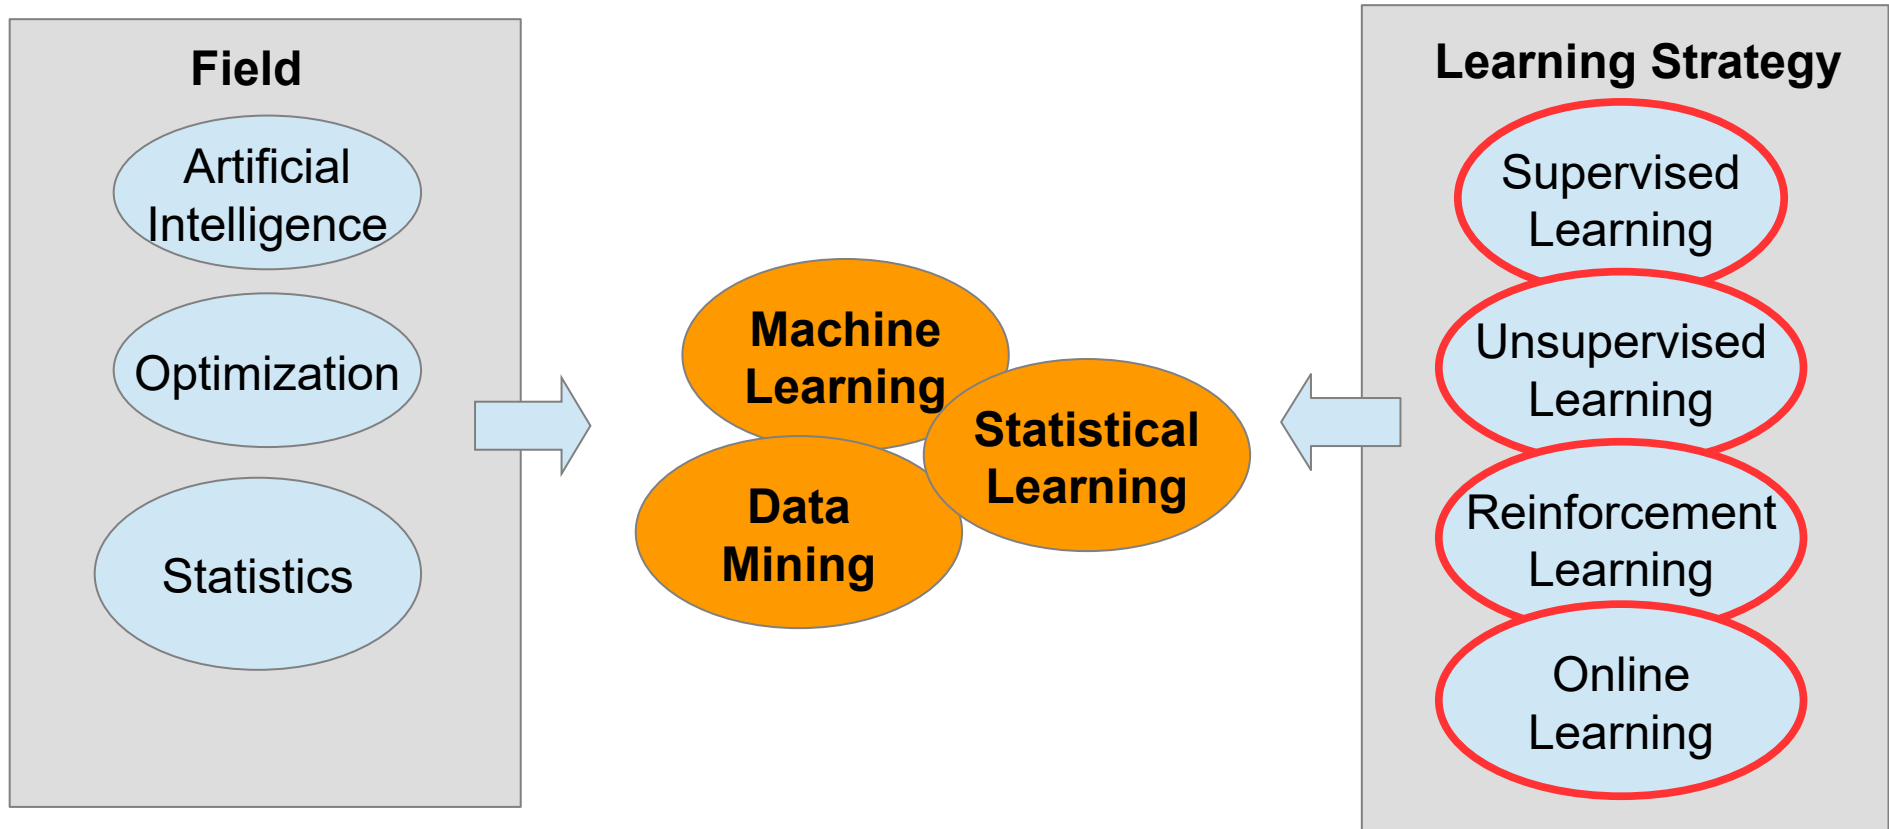 Field
Artificial
Intelligence
Optimization
Statistics
Machine
Learning
Statistical
Learning
Data
Mining
Learning Strategy
Supervised
Learning
Unsupervised
Learning
Reinforcement
Learning
Online
Learning